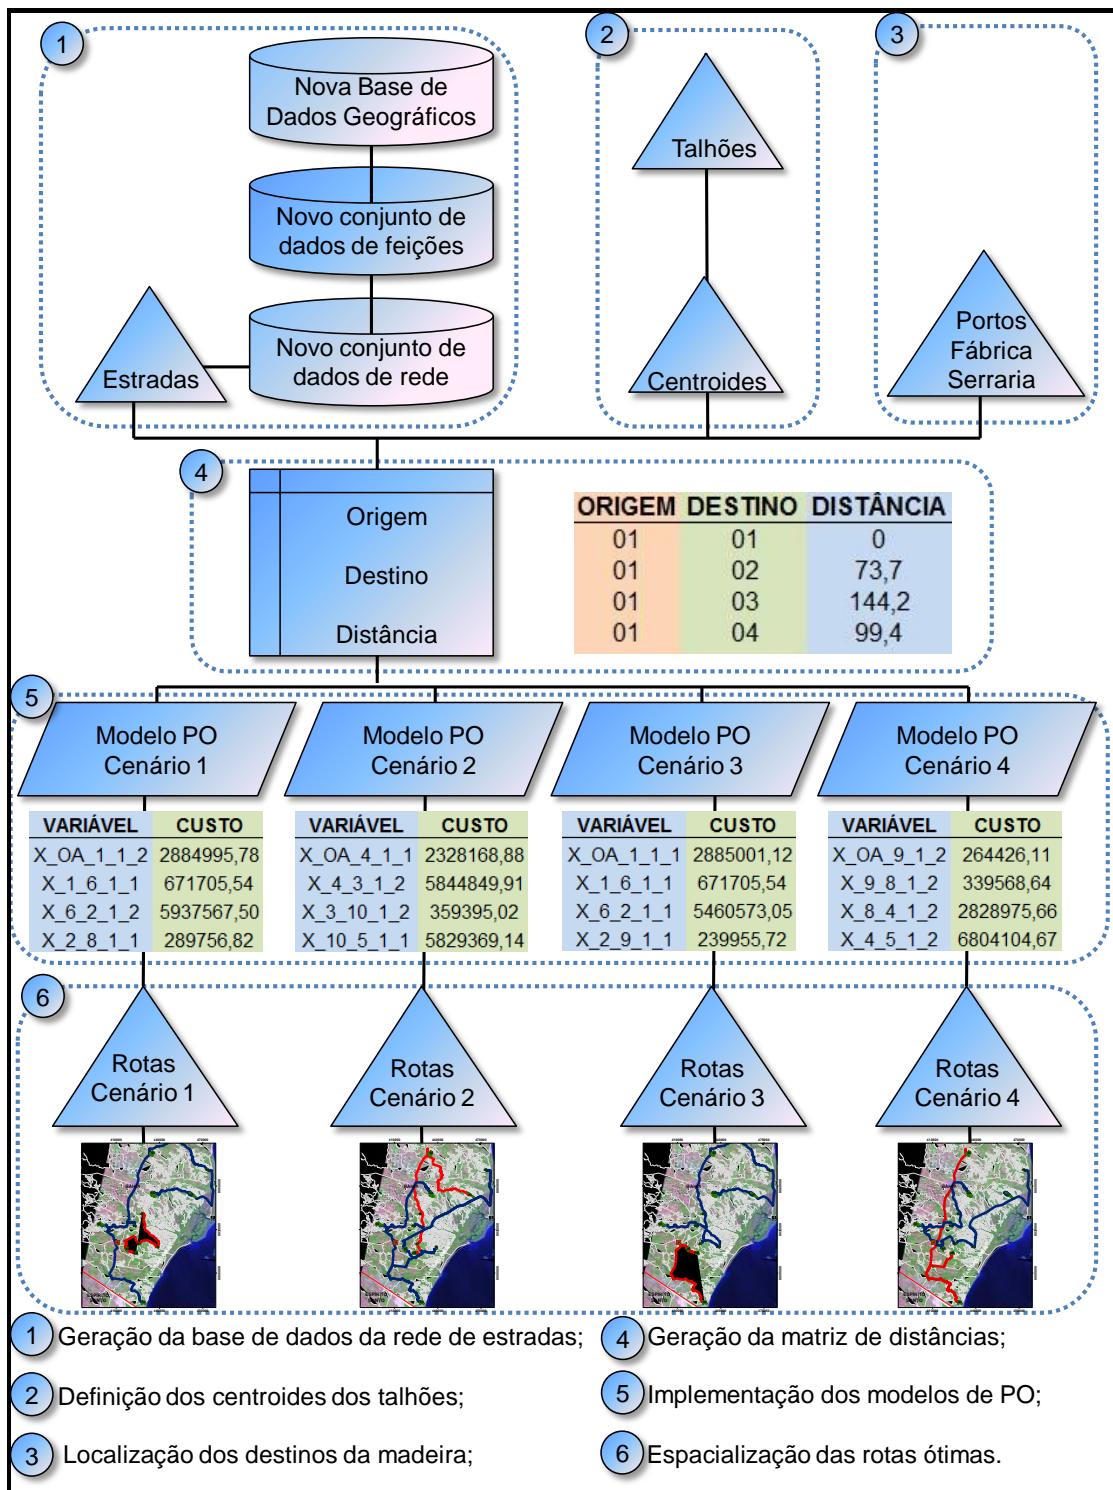 1
Nova Base de
Dados Geográficos
Novo conjunto de
dados de feições
Novo conjunto de
dados de rede
Estradas
2
Talhões
Centroides
3
Portos
Fábrica
Serraria
4
Origem
Destino
Distância
ORIGEM DESTINO DISTÂNCIA
01 01 0
01 02 73,7
01 03 144,2
01 04 99,4
5
Modelo PO
Cenário 1
VARIÁVEL CUSTO
X_OA_1_1_2 2884995,78
X_1_6_1_1 671705,54
X_6_2_1_2 5937567,50
X_2_8_1_1 289756,82
Modelo PO
Cenário 2
VARIÁVEL CUSTO
X_OA_4_1_1 2328168,88
X_4_3_1_2 5844849,91
X_3_10_1_2 359395,02
X_10_5_1_1 5829369,14
Modelo PO
Cenário 3
VARIÁVEL CUSTO
X_OA_1_1_1 2885001,12
X_1_6_1_1 671705,54
X_6_2_1_1 5460573,05
X_2_9_1_1 239955,72
Modelo PO
Cenário 4
VARIÁVEL CUSTO
X_OA_9_1_2 264426,11
X_9_8_1_2 339568,64
X_8_4_1_2 2828975,66
X_4_5_1_2 6804104,67
6
Rotas
Cenário 1
Rotas
Cenário 2
Rotas
Cenário 3
Rotas
Cenário 4
1 Geração da base de dados da rede de estradas;
2 Definição dos centroides dos talhões;
3 Localização dos destinos da madeira;
4 Geração da matriz de distâncias;
5 Implementação dos modelos de PO;
6 Espacialização das rotas ótimas.